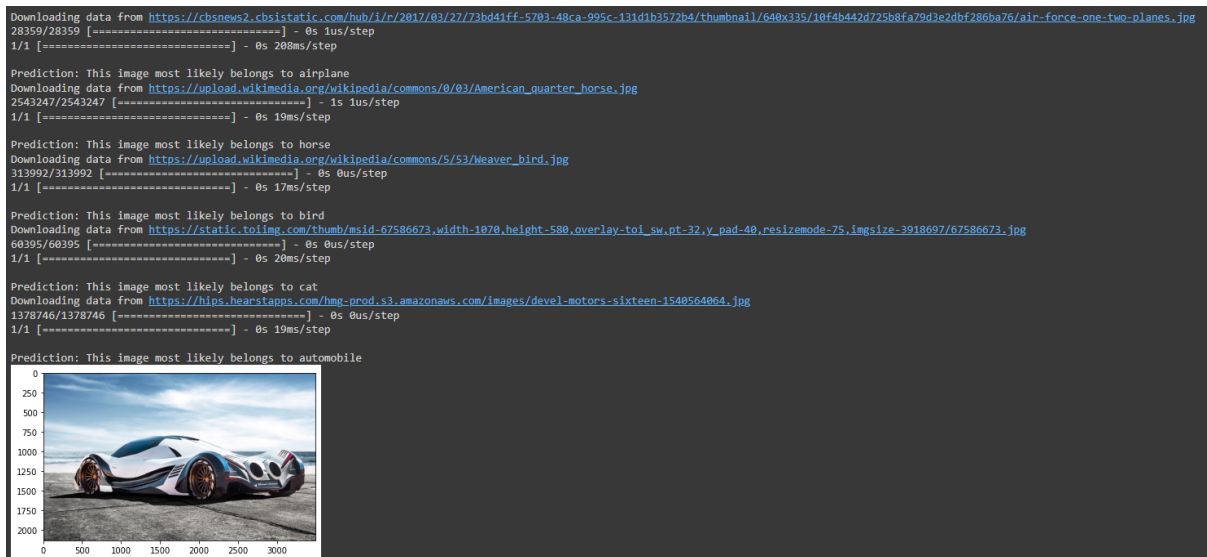 Downloading data from https://cbsnews2.cbsistatic.com/hub/i/r/2017/03/27/73bd41ff-5703-48ca-995c-131d1b3572b4/thumbnail/640x335/10f4b442d725b8fa79d3e2dbf286ba76/air-force-one-two-planes.jpg
28359/28359 [==============================] - 0s 1us/step
1/1 [==============================] - 0s 208ms/step
Prediction: This image most likely belongs to airplane
Downloading data from https://upload.wikimedia.org/wikipedia/commons/0/03/American_quarter_horse.jpg
2543247/2543247 [==============================] - 1s 1us/step
1/1 [==============================] - 0s 19ms/step
Prediction: This image most likely belongs to horse
Downloading data from https://upload.wikimedia.org/wikipedia/commons/5/53/Weaver_bird.jpg
313992/313992 [==============================] - 0s 0us/step
1/1 [==============================] - 0s 17ms/step
Prediction: This image most likely belongs to bird
Downloading data from https://static.toiimg.com/thumb/msid-67586673,width-1070,height-580,overlay-toi_sw,pt-32,y_pad-40,resizemode-75,imgsize-3918697/67586673.jpg
60395/60395 [==============================] - 0s 0us/step
1/1 [==============================] - 0s 20ms/step
Prediction: This image most likely belongs to cat
Downloading data from https://hips.hearstapps.com/hmg-prod.s3.amazonaws.com/images/devel-motors-sixteen-1540564064.jpg
1378746/1378746 [==============================] - 0s 0us/step
1/1 [==============================] - 0s 19ms/step
Prediction: This image most likely belongs to automobile
0
250
500
750
1000
1250
1500
1750
2000
0 500 1000 1500 2000 2500 3000